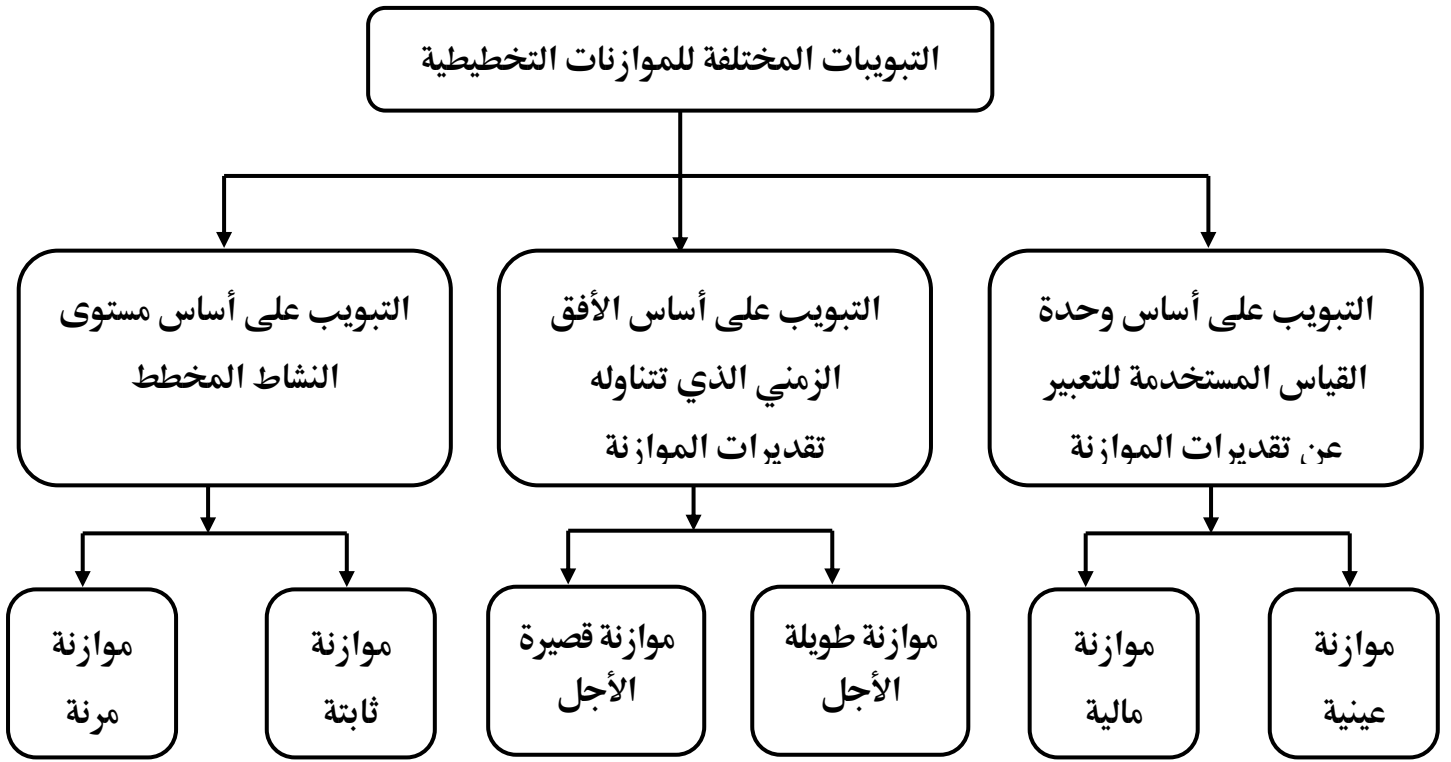 التبويبات المختلفة للموازنات التخطيطية
التبويب على أساس وحدة
القياس المستخدمة للتعبير
عن تقديرات الموازنة
التبويب على أساس الأفق
الزمني الذي تتناوله
تقديرات الموازنة
التبويب على أساس مستوى
النشاط المخطط
موازنة
عينية
موازنة
مالية
موازنة طويلة
الأجل
موازنة قصيرة
الأجل
موازنة
ثابتة
موازنة
مرنة